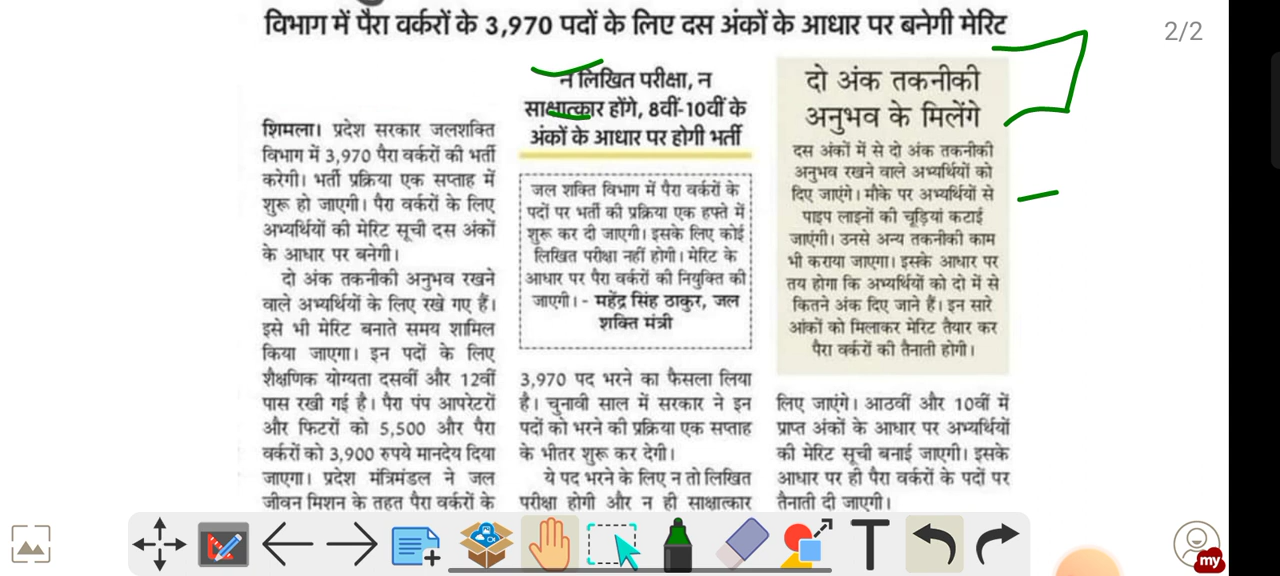 विभाग में पैरा वर्करों के 3,970 पदों के लिए दस अंकों के आधार पर बनेगी मेरिट
2/2
शिमला। प्रदेश सरकार जलशक्ति
विभाग में 3,970 पैरा वर्करों की भर्ती
करेगी। भर्ती प्रक्रिया एक सप्ताह में
शुरू हो जाएगी। पैरा वर्करों के लिए
अभ्यर्थियों की मेरिट सूची दस अंकों
के आधार पर बनेगी।
दो अंक तकनीकी अनुभव रखने
वाले अभ्यर्थियों के लिए रखे गए हैं।
इसे भी मेरिट बनाते समय शामिल
किया जाएगा। इन पदों के लिए
शैक्षणिक योग्यता दसवीं और 12वीं
पास रखी गई है। पैरा पंप आपरेटरों
और फिटरों को 5,500 और पैरा
वर्करों को 3,900 रुपये मानदेय दिया
जाएगा। प्रदेश मंत्रिमंडल ने जल
जीवन मिशन के तहत पैरा वर्करों के
न लिखित परीक्षा, न
साक्षात्कार होंगे, 8वीं-10वीं के
अंकों के आधार पर होगी भर्ती
जल शक्ति विभाग में पैरा वर्करों के
पदों पर भर्ती की प्रक्रिया एक हफ्ते में
शुरू कर दी जाएगी। इसके लिए कोई
लिखित परीक्षा नहीं होगी। मेरिट के
आधार पर पैरा वर्करों की नियुक्ति की
जाएगी। - महेंद्र सिंह ठाकुर, जल
शक्ति मंत्री
3,970 पद भरने का फैसला लिया
है। चुनावी साल में सरकार ने इन
पदों को भरने की प्रक्रिया एक सप्ताह
के भीतर शुरू कर देगी।
ये पद भरने के लिए न तो लिखित
परीक्षा होगी और न ही साक्षात्कार
दो अंक तकनीकी
अनुभव के मिलेंगे
दस अंकों में से दो अंक तकनीकी
अनुभव रखने वाले अभ्यर्थियों को
दिए जाएंगे। मौके पर अभ्यर्थियों से
पाइप लाइनों की चूड़ियां कटाई
जाएंगी। उनसे अन्य तकनीकी काम
भी कराया जाएगा। इसके आधार पर
तय होगा कि अभ्यर्थियों को दो में से
कितने अंक दिए जाने हैं। इन सारे
अंकों को मिलाकर मेरिट तैयार कर
पैरा वर्करों की तैनाती होगी।
लिए जाएंगे। आठवीं और 10वीं में
प्राप्त अंकों के आधार पर अभ्यर्थियों
की मेरिट सूची बनाई जाएगी। इसके
आधार पर ही पैरा वर्करों के पदों पर
तैनाती दी जाएगी।
T
my